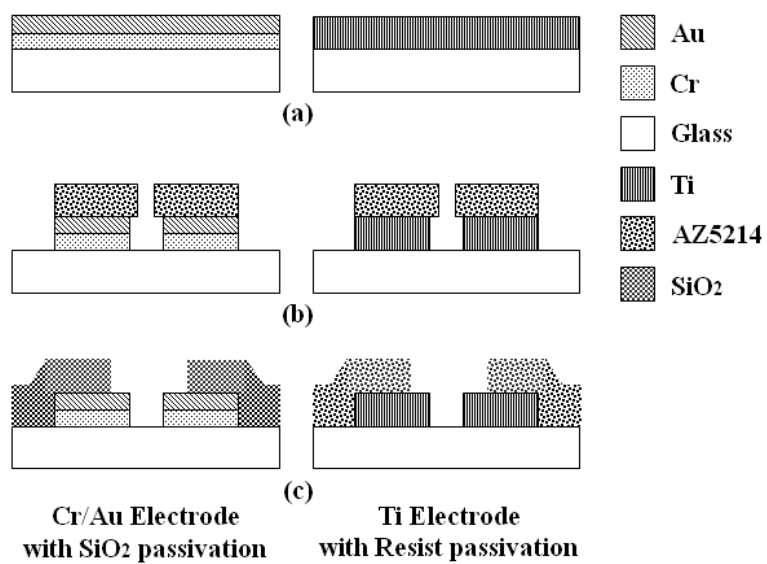 Au
Cr
(a)
Glass
Ti
AZ5214
SiO2
(b)
(c)
Cr/Au Electrode
with SiO2 passivation
Ti Electrode
with Resist passivation